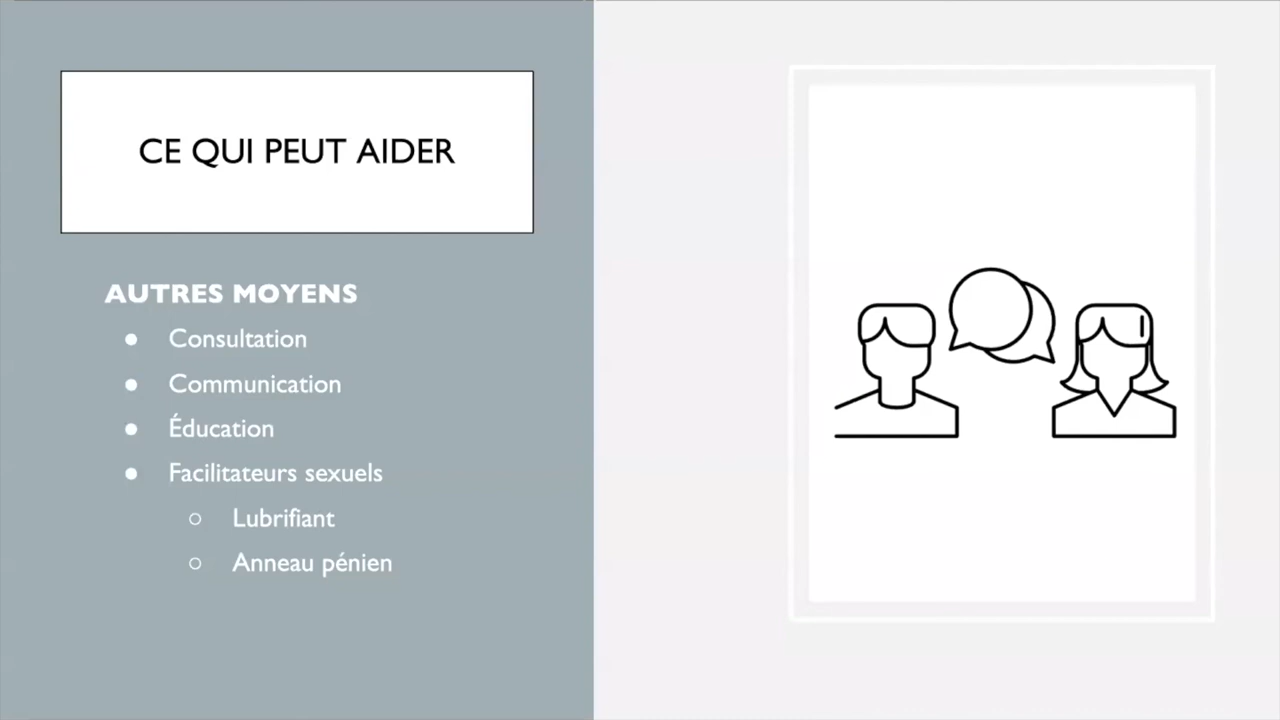 CE QUI PEUT AIDER
AUTRES MOYENS
● Consultation
● Communication
● Éducation
● Facilitateurs sexuels
○ Lubrifiant
○ Anneau pénien